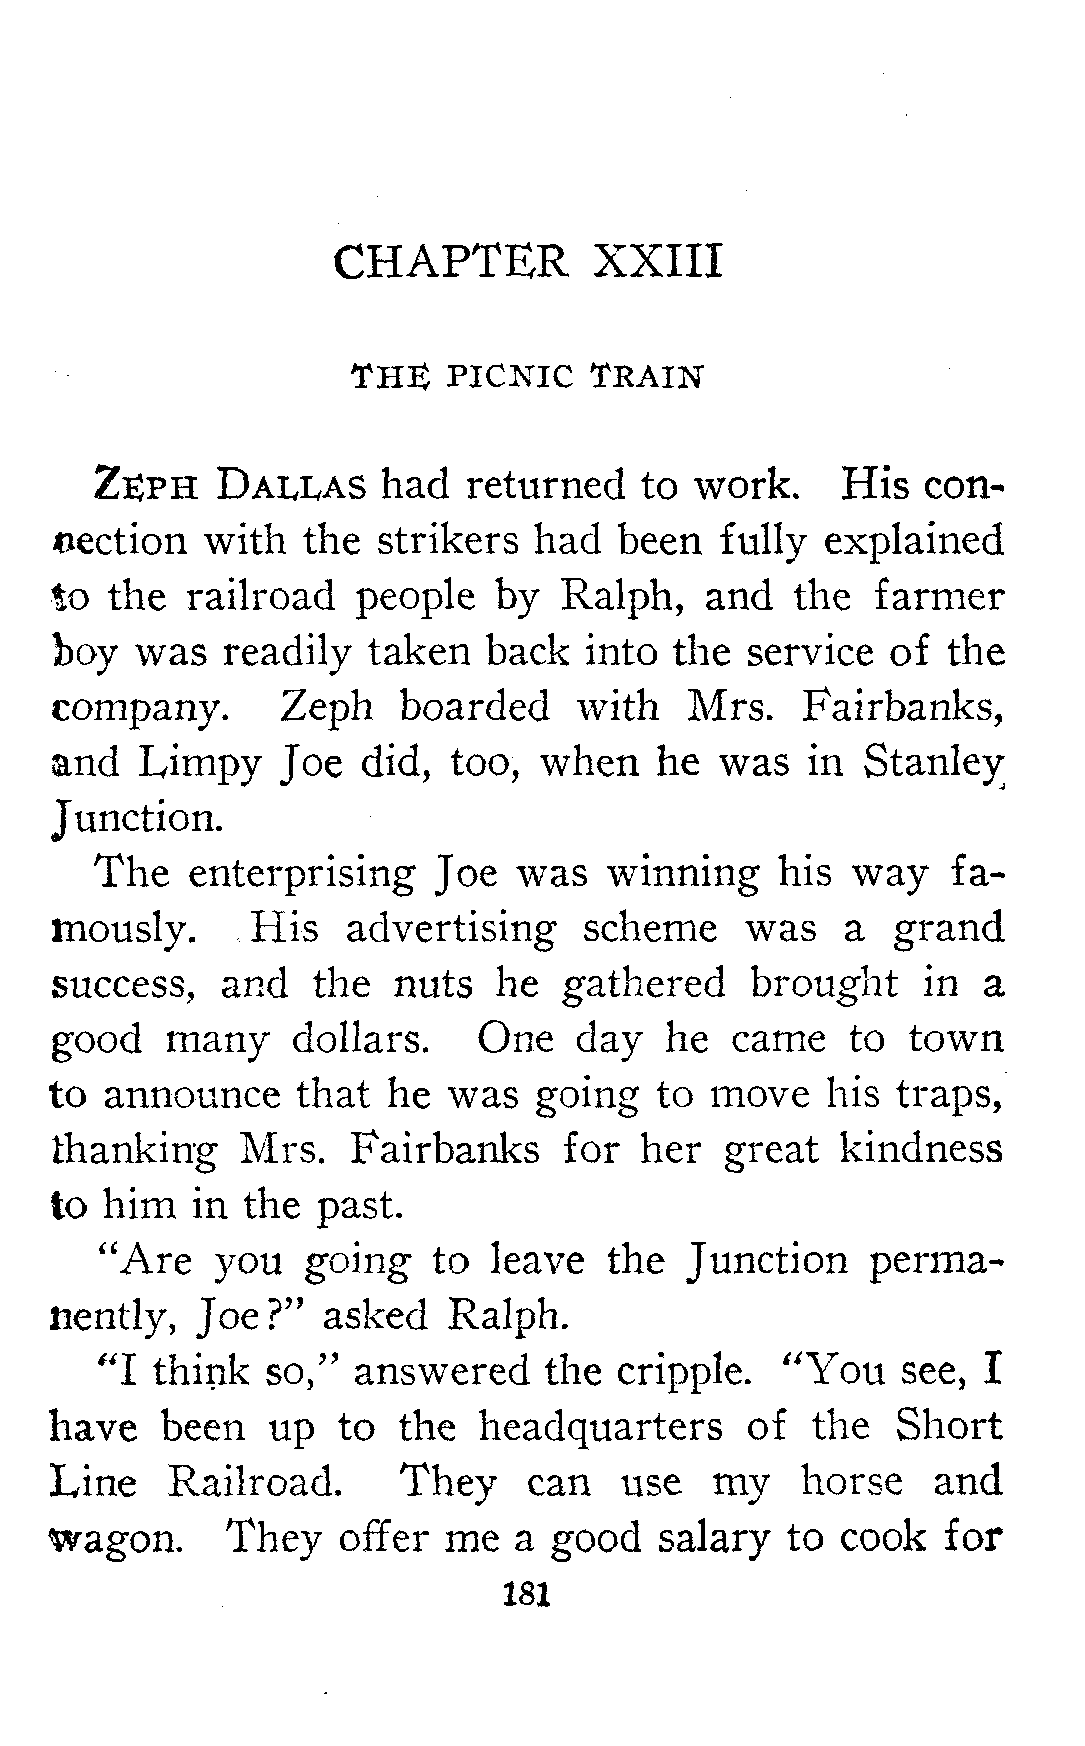 CHAPTER XXIII
THE PICNIC TRAIN
ZEPH DALLAS had returned to work. His con-
nection with the strikers had been fully explained
to the railroad people by Ralph, and the farmer
boy was readily taken back into the service of the
company. Zeph boarded with Mrs. Fairbanks,
and Limpy Joe did, too, when he was in Stanley
Junction.
The enterprising Joe was winning his way fa-
mously. His advertising scheme was a grand
success, and the nuts he gathered brought in a
good many dollars. One day he came to town
to announce that he was going to move his traps,
thanking Mrs. Fairbanks for her great kindness
to him in the past.
"Are you going to leave the Junction perma-
nently, Joe?" asked Ralph.
"I think so," answered the cripple. "You see, I
have been up to the headquarters of the Short
Line Railroad. They can use my horse and
wagon. They offer me a good salary to cook for
181